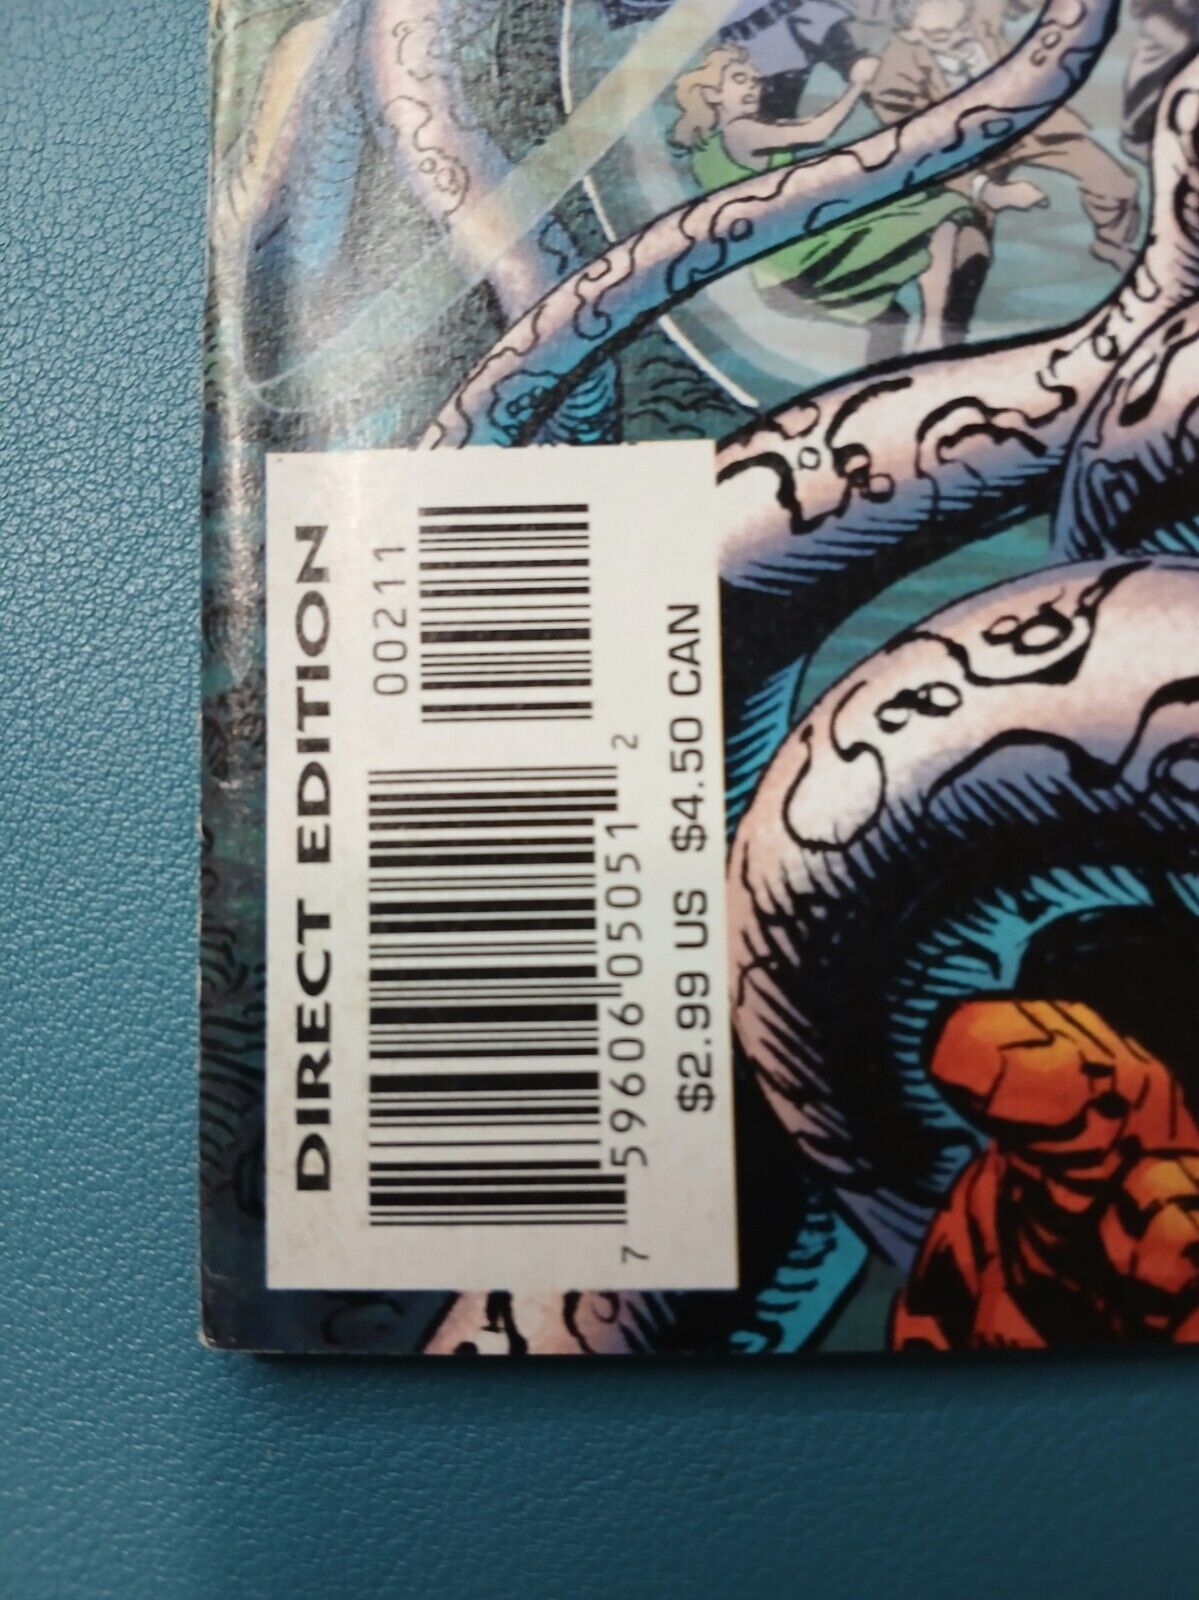 DIRECT EDITION
00211
7 59606 05051 2
$2.99 US $4.50 CAN